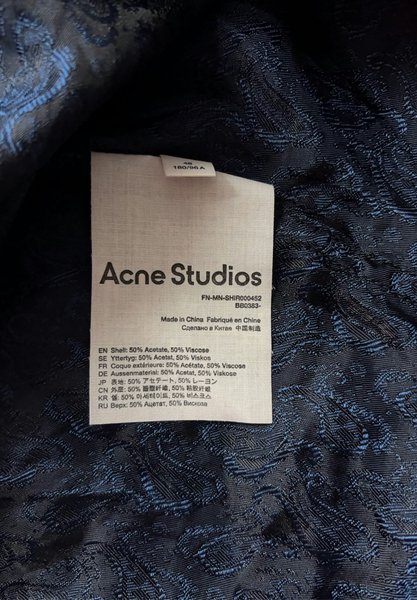 48
180/96 A
Acne Studios
FN-MN-SHIR000452
BB0383-
Made in China Fabriqué en Chine
Сделано в Китае 中国制造
EN Shell: 50% Acetate, 50% Viscose
SE Yttertyg: 50% Acetat, 50% Viskos
FR Coque extérieure: 50% Acétate, 50% Viscose
DE Aussenmaterial: 50% Acetat, 50% Viskose
JP 表地: 50% アセテート, 50% レーヨン
CN 外层: 50% 醋酯纤维, 50% 粘胶纤维
KR 겉: 50% 아세테이트, 50% 비스코스
RU Верх: 50% Ацетат, 50% Вискоза